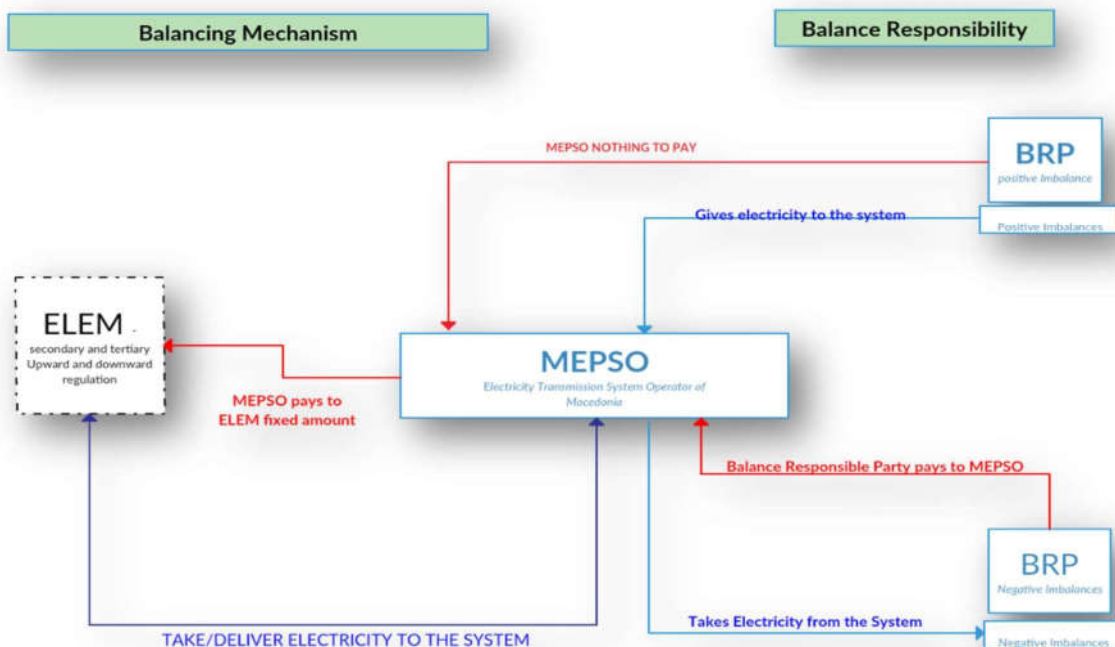 Balancing Mechanism
Balance Responsibility
MEPSO NOTHING TO PAY
BRP
positive Imbalance
Gives electricity to the system
Positive Imbalances
ELEM
secondary and tertiary
Upward and downward
regulation
MEPSO
Electricity Transmission System Operator of
Macedonia
MEPSO pays to
ELEM fixed amount
Balance Responsible Party pays to MEPSO
BRP
Negative Imbalances
Takes Electricity from the System
Negative Imbalances
TAKE/DELIVER ELECTRICITY TO THE SYSTEM